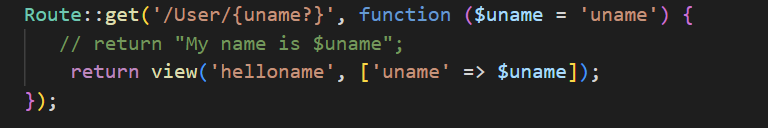 Route::get('/User/{uname?}', function ($uname = 'uname') {
// return "My name is $uname";
return view('helloname', ['uname' => $uname]);
});